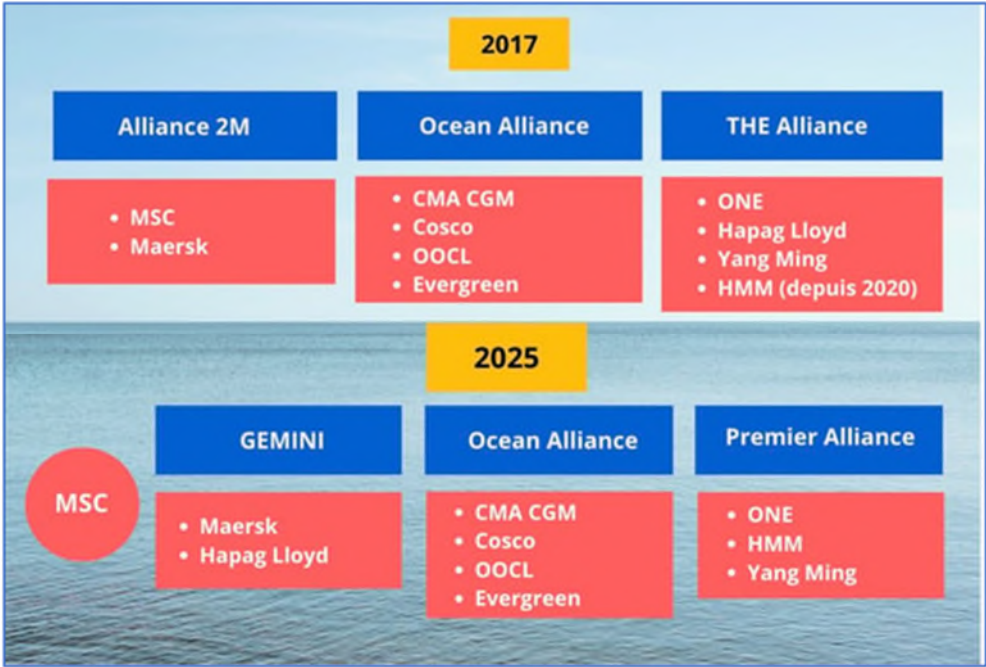 2017
Alliance 2M
Ocean Alliance
THE Alliance
• MSC
• Maersk
• CMA CGM
• Cosco
• OOCL
• Evergreen
• ONE
• Hapag Lloyd
• Yang Ming
• HMM (depuis 2020)
2025
MSC
GEMINI
Ocean Alliance
Premier Alliance
• Maersk
• Hapag Lloyd
• CMA CGM
• Cosco
• OOCL
• Evergreen
• ONE
• HMM
• Yang Ming